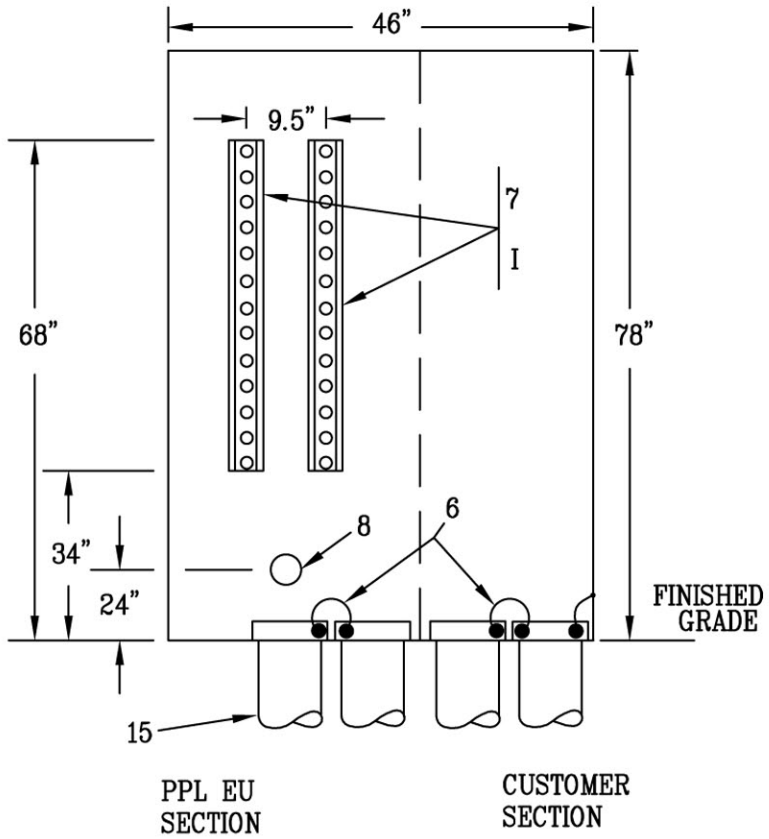 46”
9.5”
7
I
68”
78”
8
6
34”
24”
FINISHED
GRADE
15
PPL EU
SECTION
CUSTOMER
SECTION